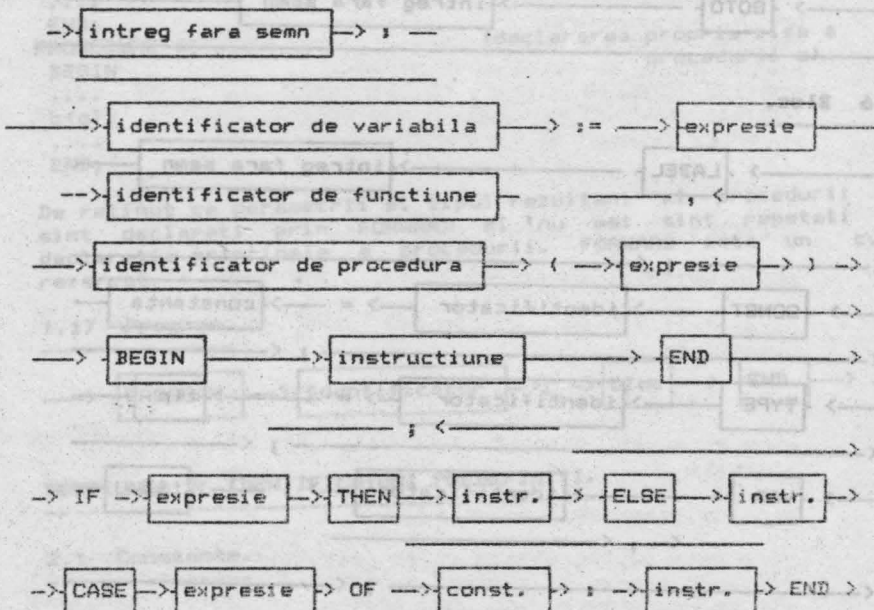 -> intreg fara semn -> : —
-> identificator de variabila -> := -> expresie
-> identificator de functiune , <
-> identificator de procedura -> ( -> expresie -> ) ->
-> BEGIN -> instructiune -> END ->
; <
-> IF -> expresie -> THEN -> instr. -> ELSE -> instr. ->
-> CASE -> expresie -> OF -> const. -> : -> instr. -> END >